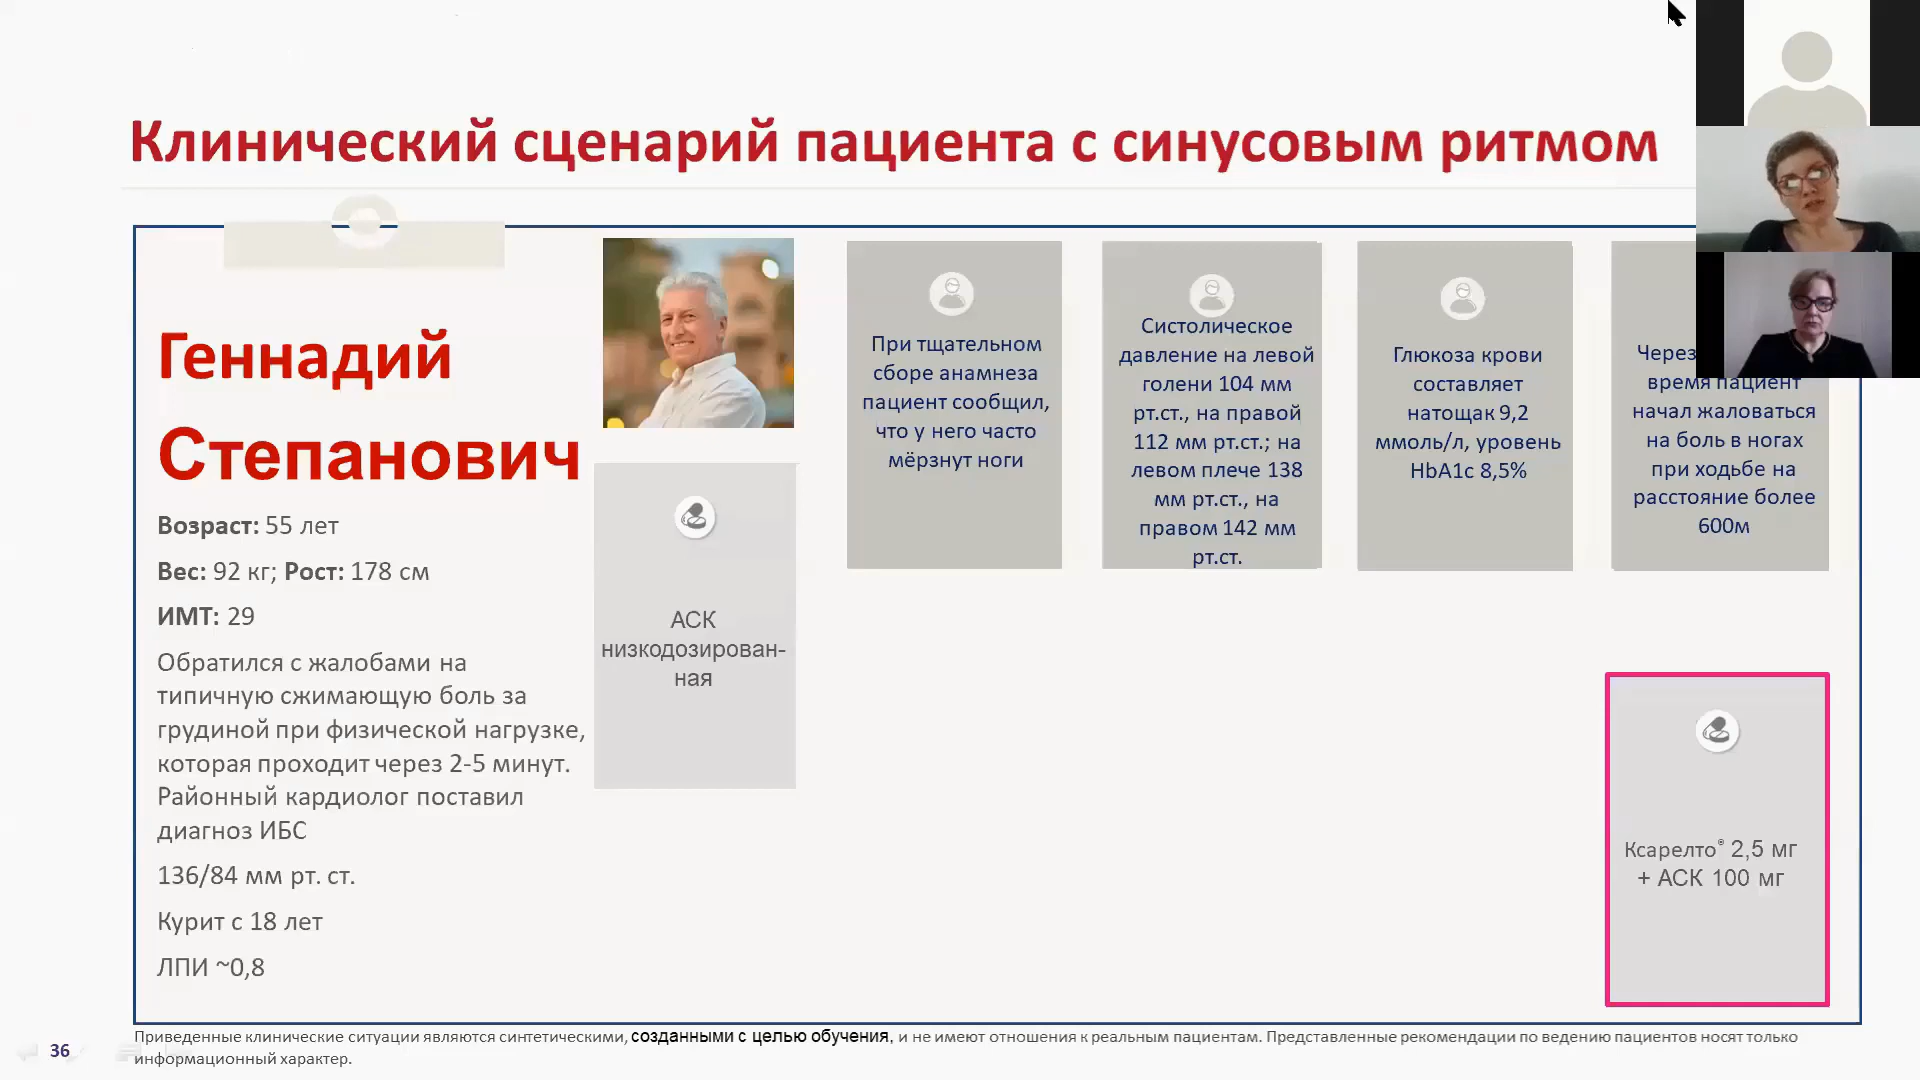 Клинический сценарий пациента с синусовым ритмом
Геннадий
Степанович
Возраст: 55 лет
Вес: 92 кг; Рост: 178 см
ИМТ: 29
Обратился с жалобами на
типичную сжимающую боль за
грудиной при физической нагрузке,
которая проходит через 2-5 минут.
Районный кардиолог поставил
диагноз ИБС
136/84 мм рт. ст.
Курит с 18 лет
ЛПИ ~0,8
АСК
низкодозирован-
ная
При тщательном
сборе анамнеза
пациент сообщил,
что у него часто
мёрзнут ноги
Систолическое
давление на левой
голени 104 мм
рт.ст., на правой
112 мм рт.ст.; на
левом плече 138
мм рт.ст., на
правом 142 мм
рт.ст.
Глюкоза крови
составляет
натощак 9,2
ммоль/л, уровень
HbA1c 8,5%
Через
время пациент
начал жаловаться
на боль в ногах
при ходьбе на
расстояние более
600м
Ксарелто® 2,5 мг
+ АСК 100 мг
Приведенные клинические ситуации являются синтетическими, созданными с целью обучения, и не имеют отношения к реальным пациентам. Представленные рекомендации по ведению пациентов носят только
информационный характер.
36